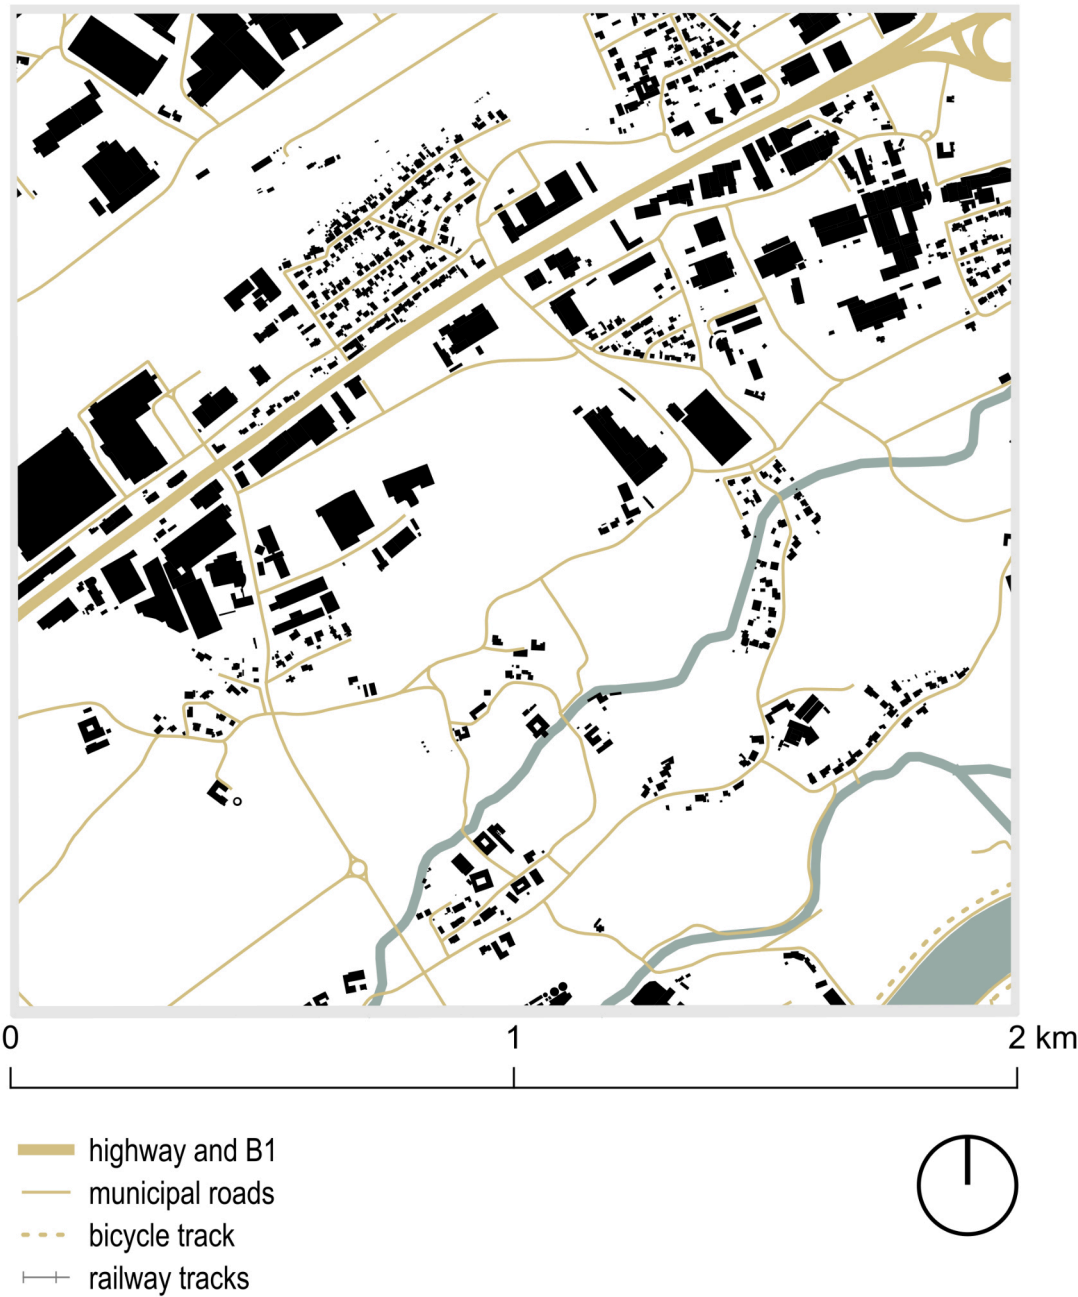 0 1 2 km
highway and B1
municipal roads
bicycle track
railway tracks